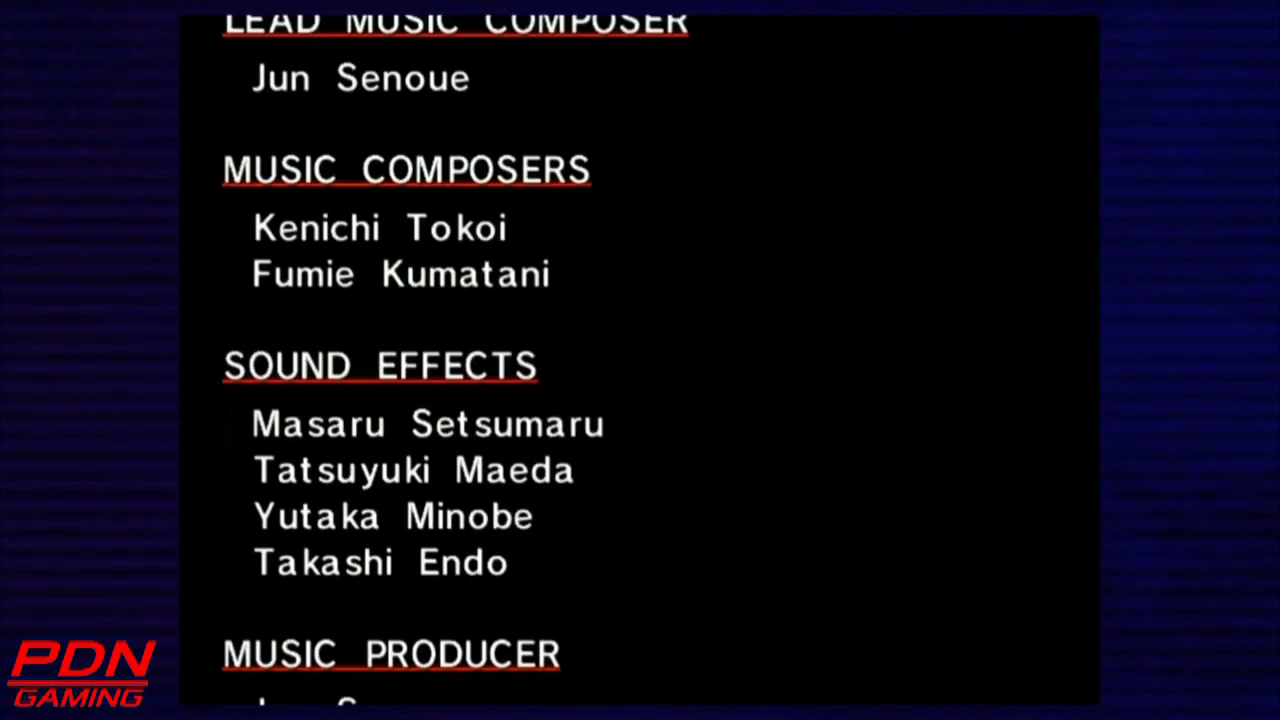 LEAD MUSIC COMPOSER
Jun Senoue
MUSIC COMPOSERS
Kenichi Tokoi
Fumie Kumatani
SOUND EFFECTS
Masaru Setsumaru
Tatsuyuki Maeda
Yutaka Minobe
Takashi Endo
MUSIC PRODUCER
PDN
GAMING